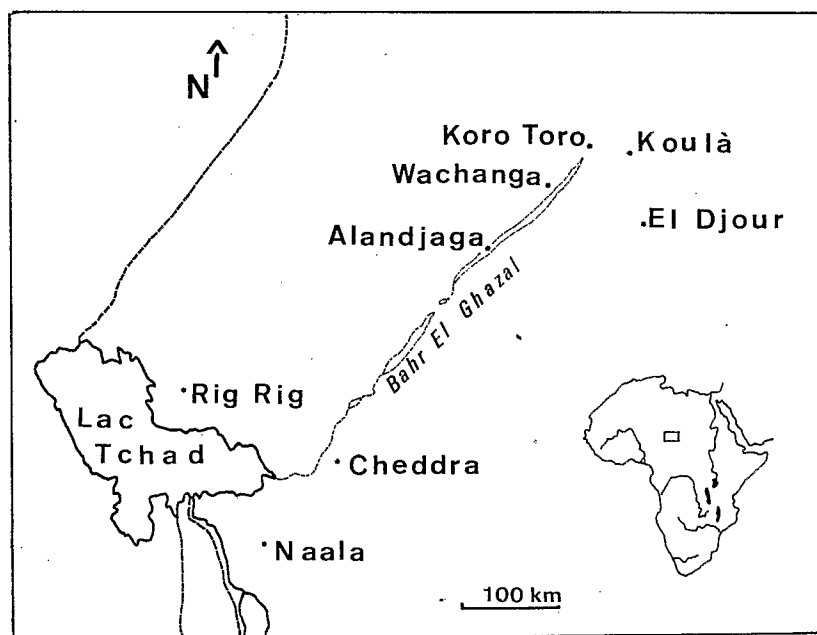 N
Koro Toro
Koulà
Wachanga
El Djour
Alandjaga
Bahr El Ghazal
Rig Rig
Lac
Tchad
Cheddra
Naala
100 km